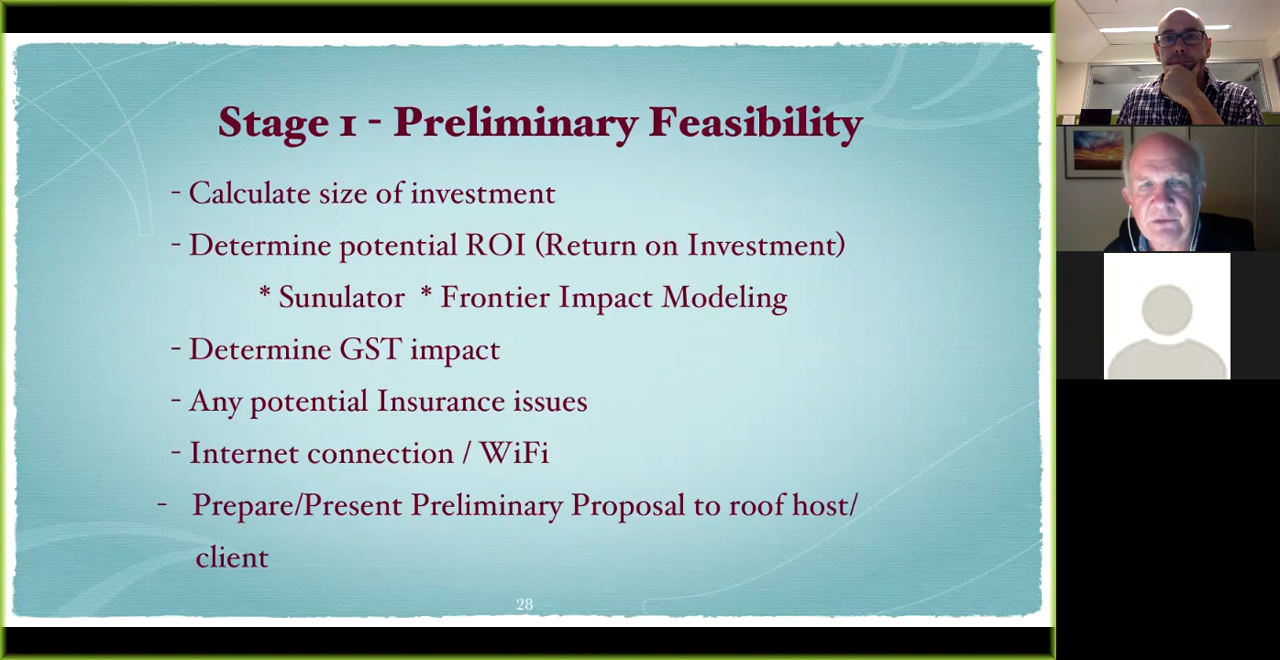 Stage 1 - Preliminary Feasibility
- Calculate size of investment
- Determine potential ROI (Return on Investment)
* Sunulator * Frontier Impact Modeling
- Determine GST impact
- Any potential Insurance issues
- Internet connection / WiFi
- Prepare/Present Preliminary Proposal to roof host/
client
28